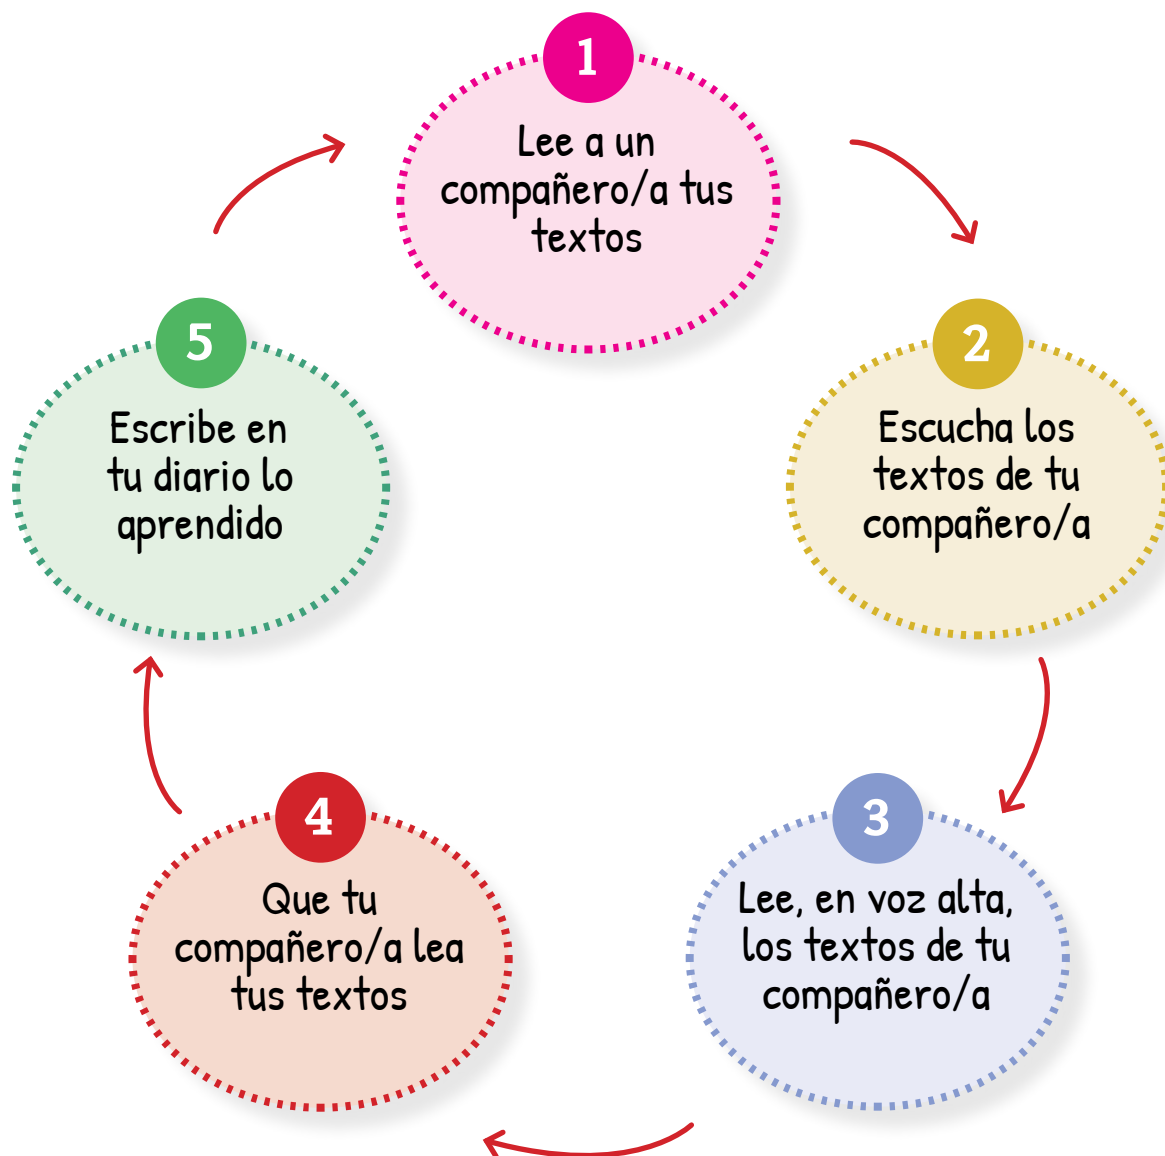 1
Lee a un
compañero/a tus
textos
2
Escucha los
textos de tu
compañero/a
3
Lee, en voz alta,
los textos de tu
compañero/a
4
Que tu
compañero/a lea
tus textos
5
Escribe en
tu diario lo
aprendido